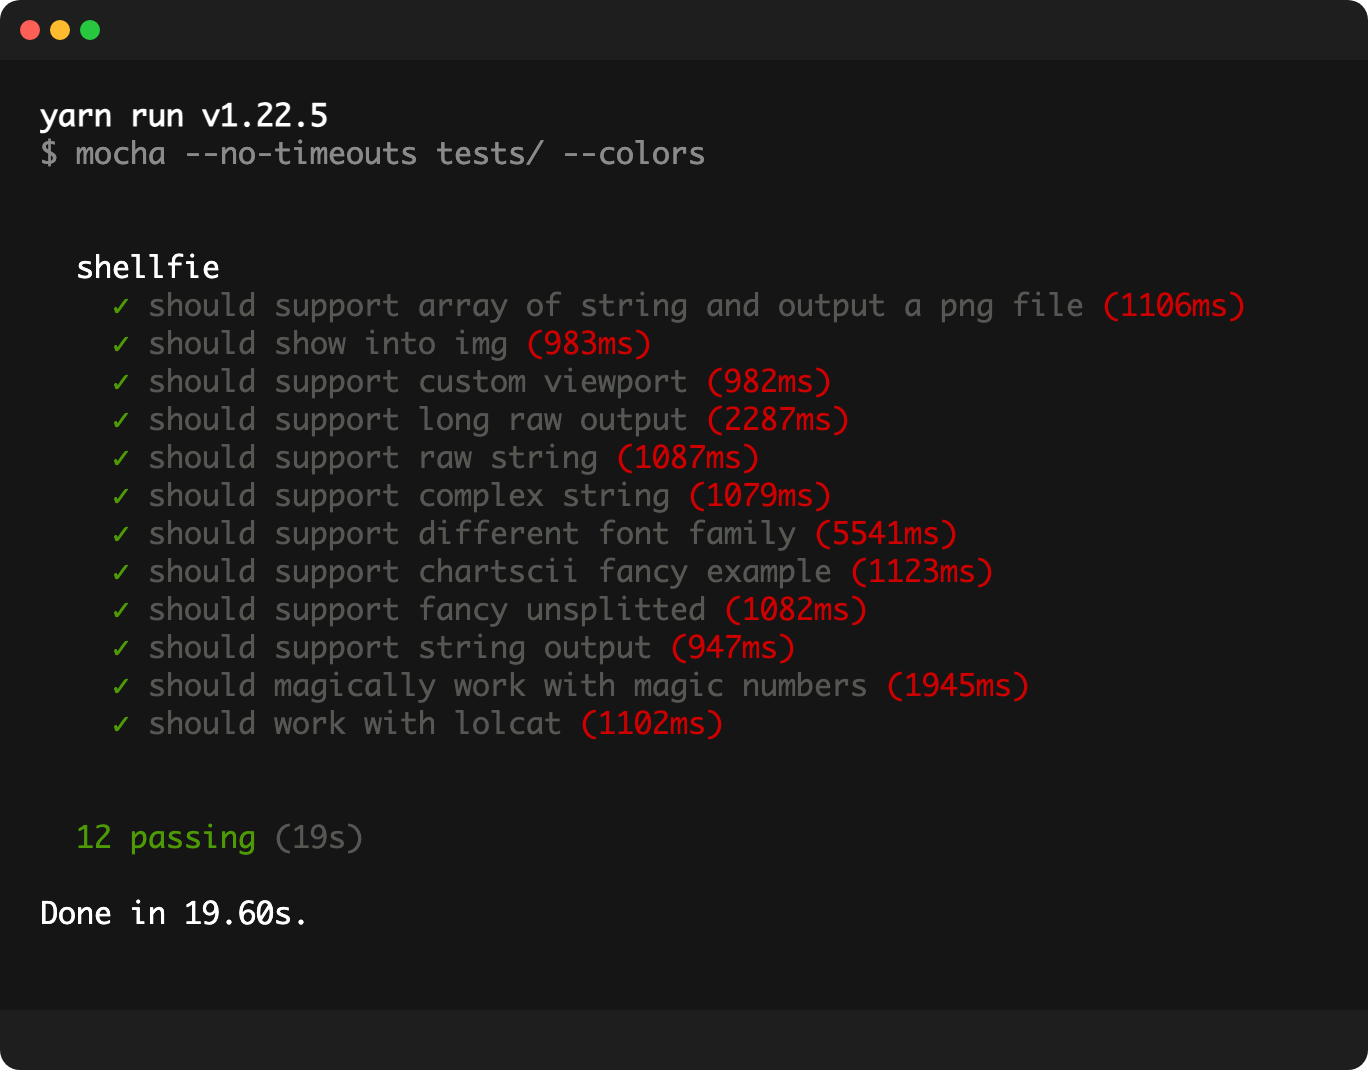 yarn run v1.22.5
$ mocha --no-timeouts tests/ --colors
shellfie
✓ should support array of string and output a png file (1106ms)
✓ should show into img (983ms)
✓ should support custom viewport (982ms)
✓ should support long raw output (2287ms)
✓ should support raw string (1087ms)
✓ should support complex string (1079ms)
✓ should support different font family (5541ms)
✓ should support chartscii fancy example (1123ms)
✓ should support fancy unsplitted (1082ms)
✓ should support string output (947ms)
✓ should magically work with magic numbers (1945ms)
✓ should work with lolcat (1102ms)
12 passing (19s)
Done in 19.60s.